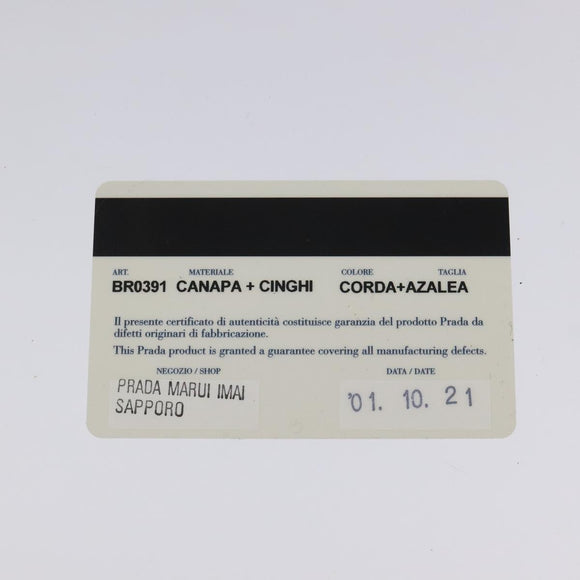 ART. MATERIALE COLORE TAGLIA
BR0391 CANAPA + CINGHI CORDA+AZALEA
Il presente certificato di autenticità costituisce garanzia del prodotto Prada da
difetti originari di fabbricazione.
This Prada product is granted a guarantee covering all manufacturing defects.
NEGOZIO / SHOP DATA / DATE
PRADA MARUI IMAI
SAPPORO
'01. 10. 21